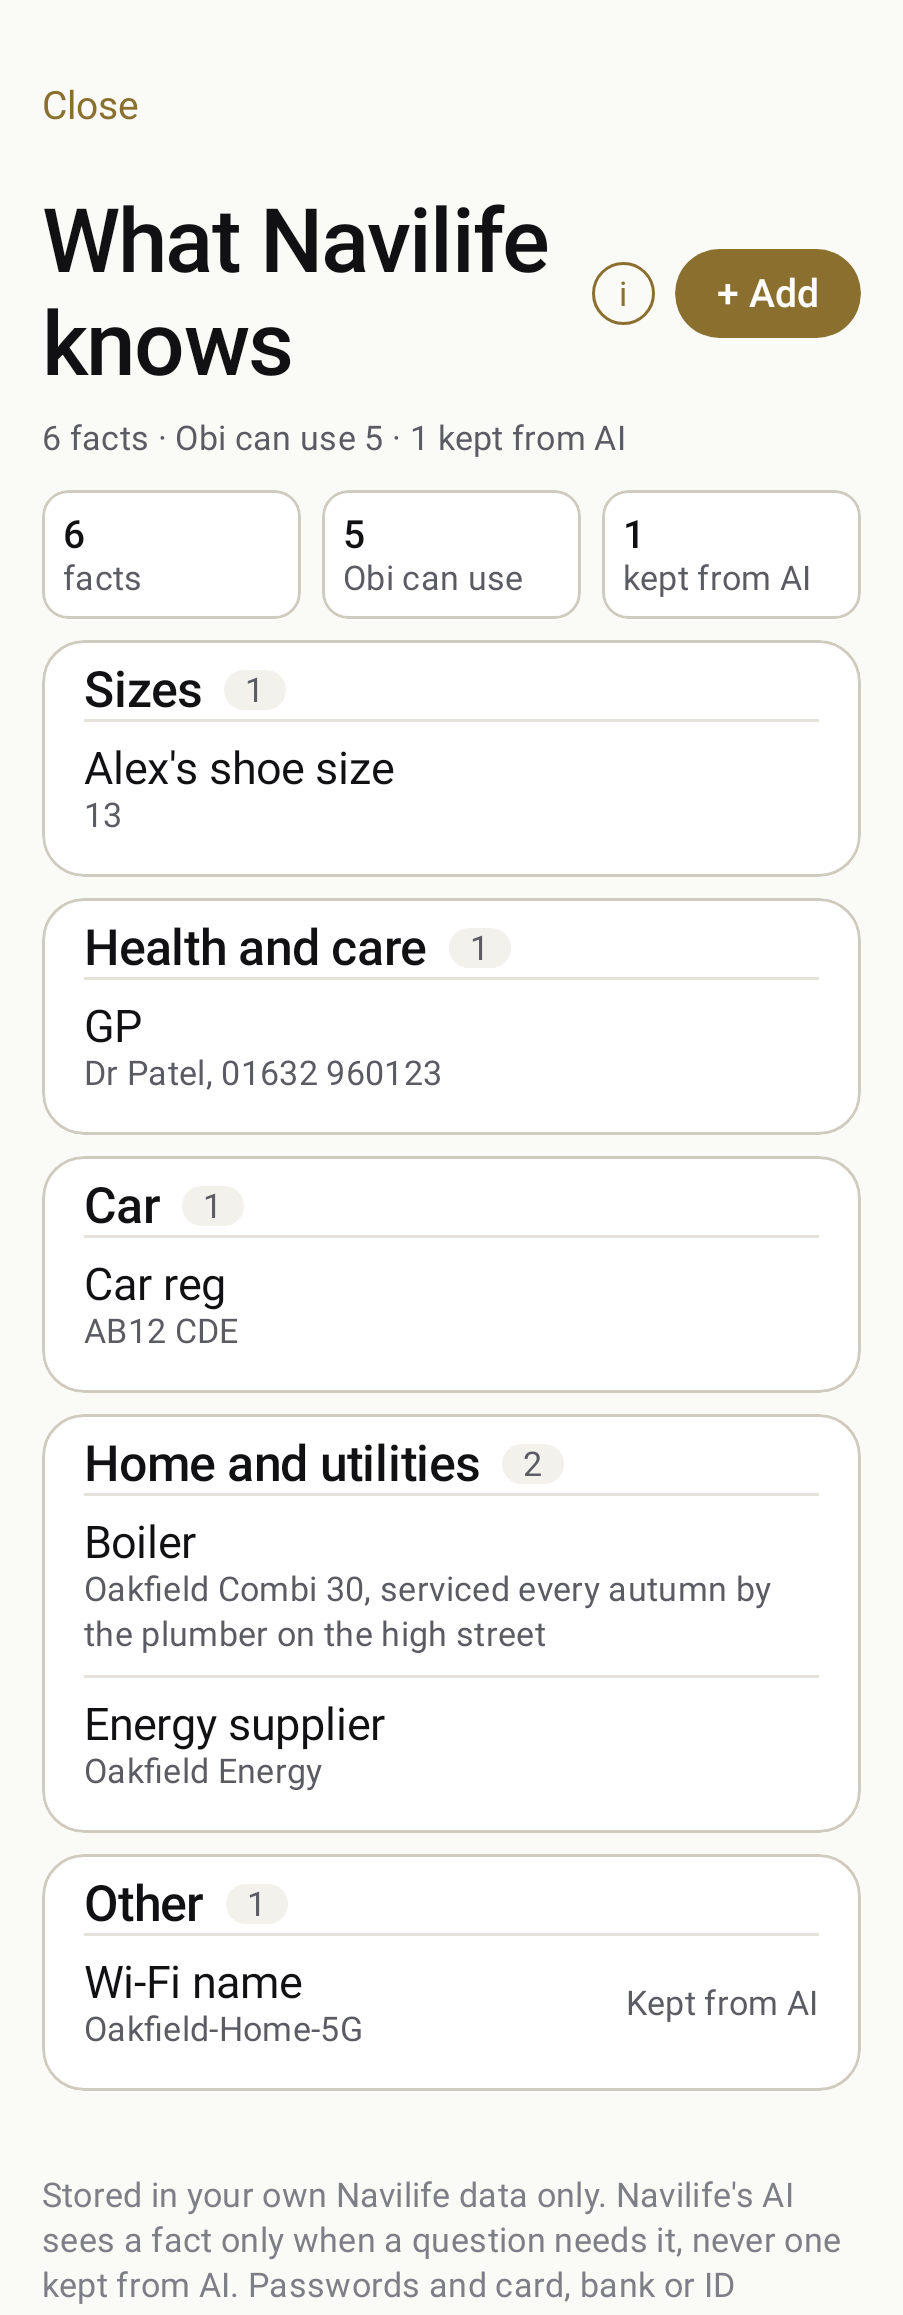 Close
What Navilife
knows
i
+ Add
6 facts · Obi can use 5 · 1 kept from AI
6
facts
5
Obi can use
1
kept from AI
Sizes 1
Alex's shoe size
13
Health and care 1
GP
Dr Patel, 01632 960123
Car 1
Car reg
AB12 CDE
Home and utilities 2
Boiler
Oakfield Combi 30, serviced every autumn by
the plumber on the high street
Energy supplier
Oakfield Energy
Other 1
Wi-Fi name
Oakfield-Home-5G
Kept from AI
Stored in your own Navilife data only. Navilife's AI
sees a fact only when a question needs it, never one
kept from AI. Passwords and card, bank or ID